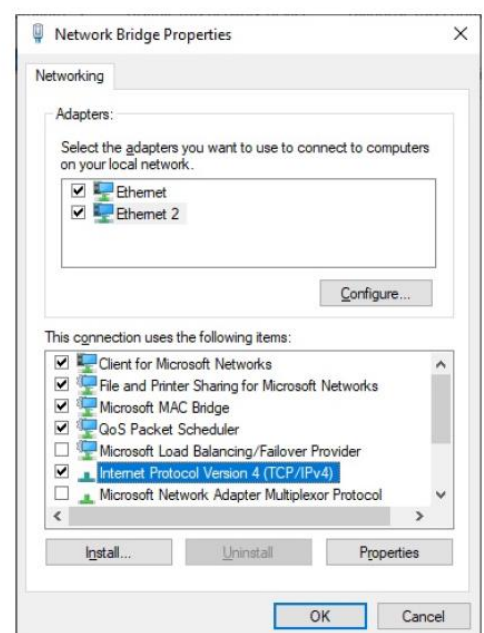 Network Bridge Properties
Networking
Adapters:
Select the adapters you want to use to connect to computers
on your local network.
Ethernet
Ethernet 2
Configure...
This connection uses the following items:
Client for Microsoft Networks
File and Printer Sharing for Microsoft Networks
Microsoft MAC Bridge
QoS Packet Scheduler
Microsoft Load Balancing/Failover Provider
Internet Protocol Version 4 (TCP/IPv4)
Microsoft Network Adapter Multiplexor Protocol
Install... Uninstall Properties
OK Cancel